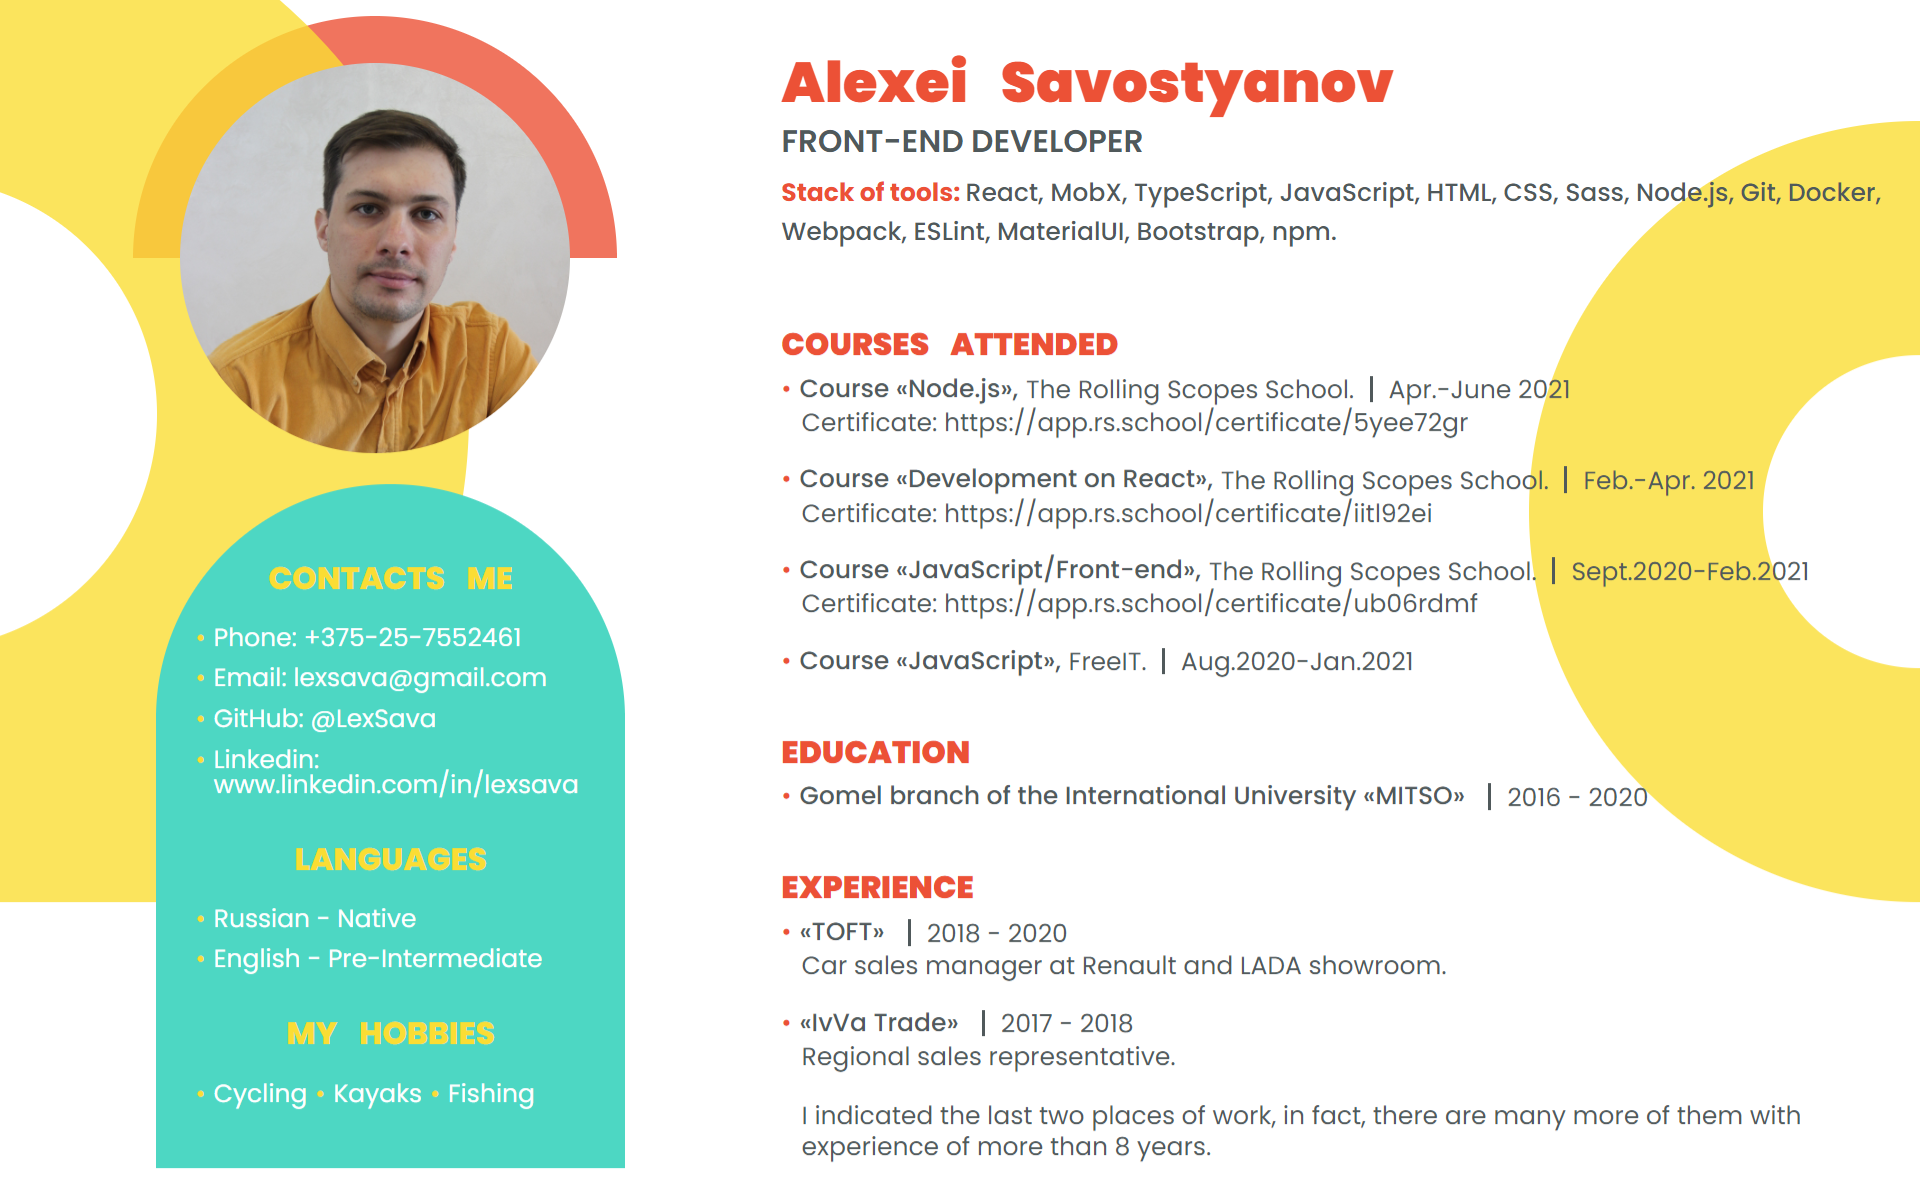 Alexei Savostyanov
FRONT-END DEVELOPER
Stack of tools: React, MobX, TypeScript, JavaScript, HTML, CSS, Sass, Node.js, Git, Docker,
Webpack, ESLint, MaterialUI, Bootstrap, npm.
COURSES ATTENDED
• Course «Node.js», The Rolling Scopes School. | Apr.-June 2021
Certificate: https://app.rs.school/certificate/5yee72gr
• Course «Development on React», The Rolling Scopes School. | Feb.-Apr. 2021
Certificate: https://app.rs.school/certificate/iitl92ei
• Course «JavaScript/Front-end», The Rolling Scopes School. | Sept.2020-Feb.2021
Certificate: https://app.rs.school/certificate/ub06rdmf
• Course «JavaScript», FreeIT. | Aug.2020-Jan.2021
EDUCATION
• Gomel branch of the International University «MITSO» | 2016 - 2020
EXPERIENCE
• «TOFT» | 2018 - 2020
Car sales manager at Renault and LADA showroom.
• «IvVa Trade» | 2017 - 2018
Regional sales representative.
I indicated the last two places of work, in fact, there are many more of them with
experience of more than 8 years.
CONTACTS ME
• Phone: +375-25-7552461
• Email: lexsava@gmail.com
• GitHub: @LexSava
• Linkedin:
www.linkedin.com/in/lexsava
LANGUAGES
• Russian - Native
• English - Pre-Intermediate
MY HOBBIES
• Cycling • Kayaks • Fishing